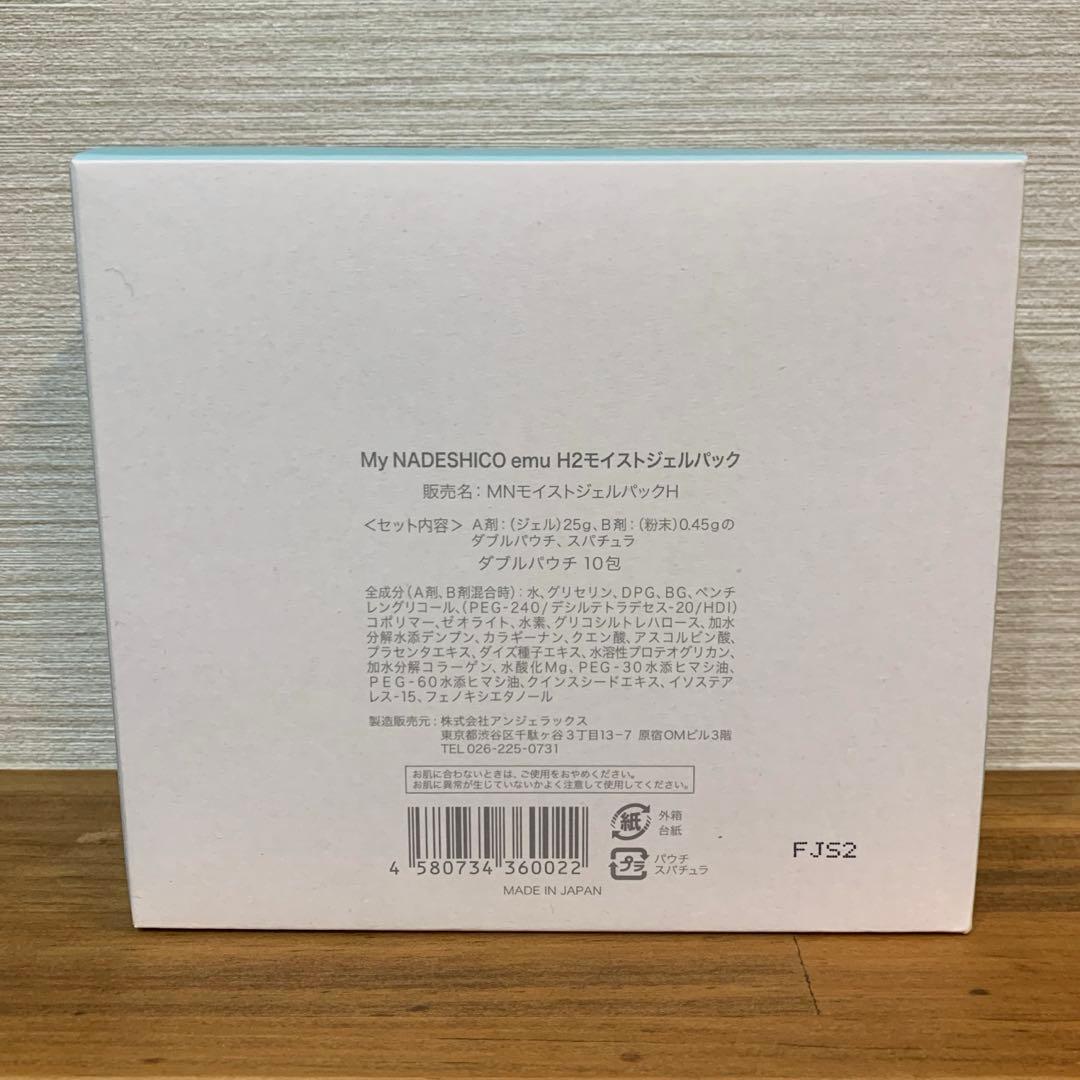 My NADESHICO emu H2モイストジェルパック
販売名：MNモイストジェルパックH
＜セット内容＞ A剤：(ジェル)25g、B剤：(粉末)0.45gの
ダブルパウチ、スパチュラ
ダブルパウチ 10包
全成分(A剤、B剤混合時)：水、グリセリン、DPG、BG、ペンチ
レングリコール、(PEG-240/デシルテトラデセス-20/HDI)
コポリマー、ゼオライト、水素、グリコシルトレハロース、加水
分解水添デンプン、カラギーナン、クエン酸、アスコルビン酸、
プラセンタエキス、ダイズ種子エキス、水溶性プロテオグリカン、
加水分解コラーゲン、水酸化Mg、PEG-30水添ヒマシ油、
PEG-60水添ヒマシ油、クインスシードエキス、イソステア
レス-15、フェノキシエタノール
製造販売元：株式会社アンジェラックス
東京都渋谷区千駄ヶ谷3丁目13-7 原宿OMビル3階
TEL 026-225-0731
お肌に合わないときは、ご使用をおやめください。
お肌に異常が生じていないかよく注意して使用してください。
4 580734 360022
MADE IN JAPAN
紙 外箱
台紙
プラ パウチ
スパチュラ
FJS2